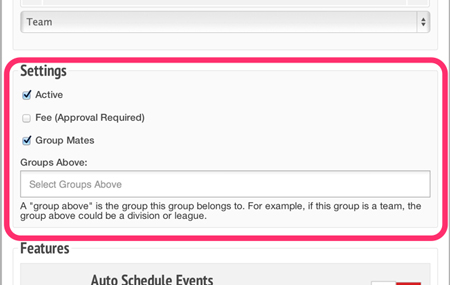 Team
Settings
Active
Fee (Approval Required)
Group Mates
Groups Above:
Select Groups Above
A "group above" is the group this group belongs to. For example, if this group is a team, the
group above could be a division or league.
Features
Auto Schedule Events